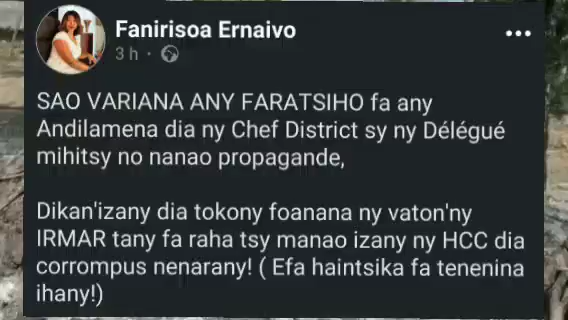 Fanirisoa Ernaivo
3 h ·
SAO VARIANA ANY FARATSIHO fa any
Andilamena dia ny Chef District sy ny Délégué
mihitsy no nanao propagande,
Dikan'izany dia tokony foanana ny vaton'ny
IRMAR tany fa raha tsy manao izany ny HCC dia
corrompus nenarany! ( Efa haintsika fa tenenina
ihany!)